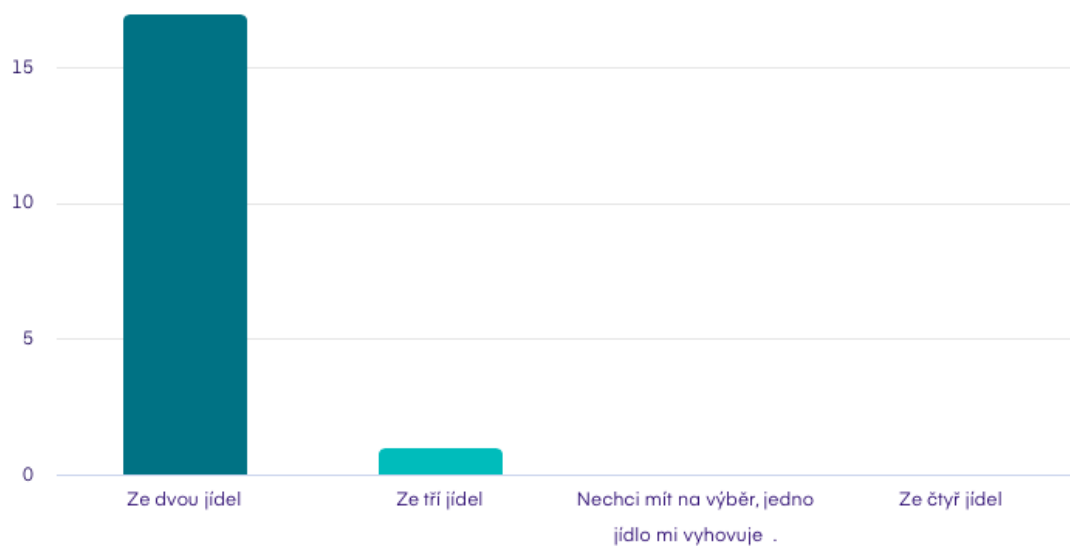 15
10
5
0
Ze dvou jídel
Ze tří jídel
Nechci mít na výběr, jedno
jídlo mi vyhovuje .
Ze čtyř jídel